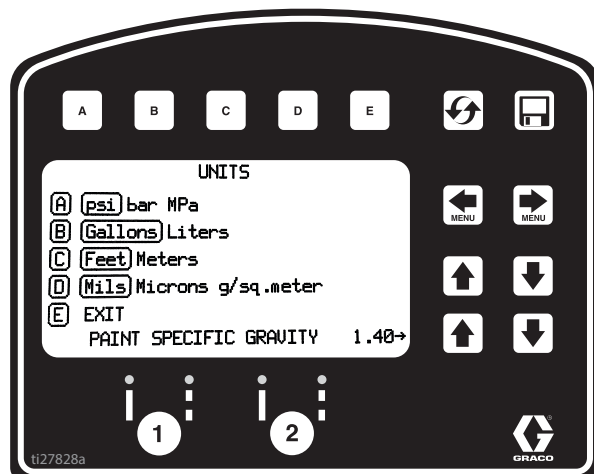 A B C D E
UNITS
A psi bar MPa
MENU MENU
B Gallons Liters
C Feet Meters
D Mils Microns g/sq.meter
E EXIT
PAINT SPECIFIC GRAVITY 1.40→
1 2
ti27828a
GRACO